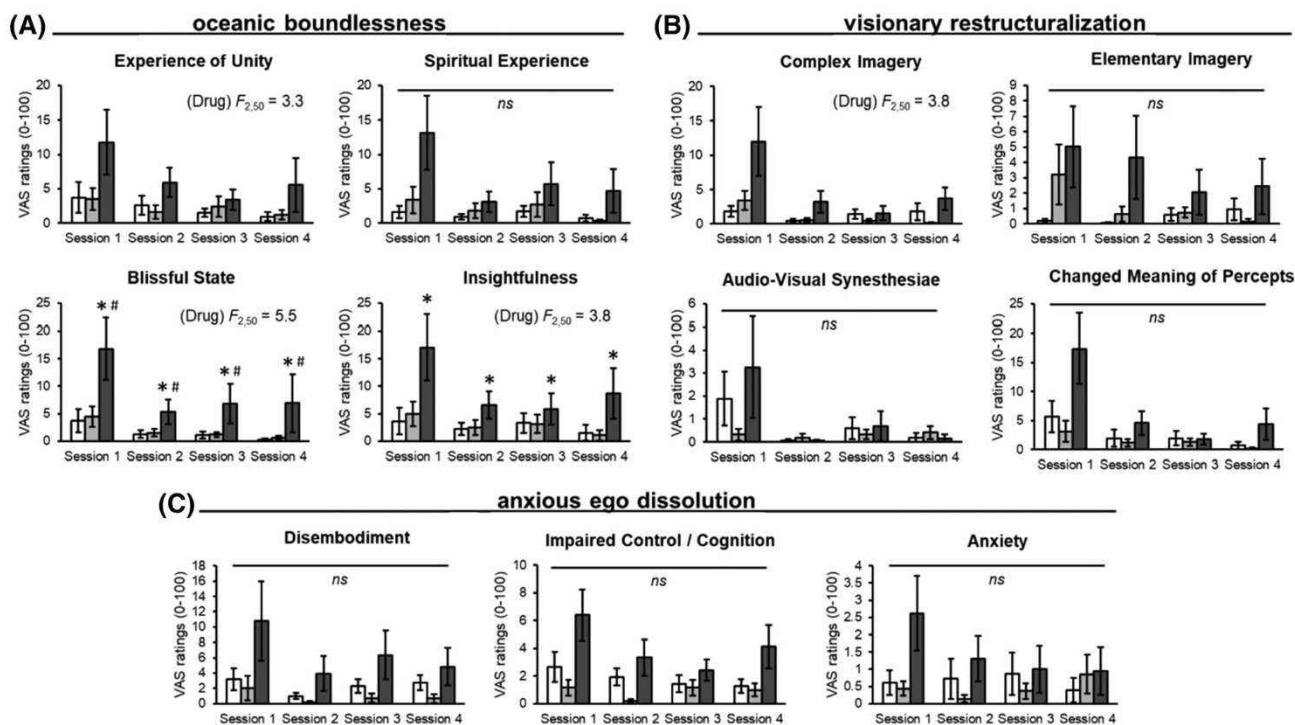 (A) oceanic boundlessness
Experience of Unity
VAS ratings (0-100)
20
15
10
5
0
(Drug) F2,50 = 3.3
Session 1 Session 2 Session 3 Session 4
Spiritual Experience
VAS ratings (0-100)
20
15
10
5
0
ns
Session 1 Session 2 Session 3 Session 4
Blissful State
VAS ratings (0-100)
25
20
15
10
5
0
(Drug) F2,50 = 5.5
* #
* #
* #
* #
Session 1 Session 2 Session 3 Session 4
Insightfulness
VAS ratings (0-100)
25
20
15
10
5
0
(Drug) F2,50 = 3.8
*
*
*
*
Session 1 Session 2 Session 3 Session 4
(B) visionary restructuralization
Complex Imagery
VAS ratings (0-100)
20
15
10
5
0
(Drug) F2,50 = 3.8
Session 1 Session 2 Session 3 Session 4
Elementary Imagery
VAS ratings (0-100)
9
8
7
6
5
4
3
2
1
0
ns
Session 1 Session 2 Session 3 Session 4
Audio-Visual Synesthesiae
VAS ratings (0-100)
6
5
4
3
2
1
0
ns
Session 1 Session 2 Session 3 Session 4
Changed Meaning of Percepts
VAS ratings (0-100)
25
20
15
10
5
0
ns
Session 1 Session 2 Session 3 Session 4
(C) anxious ego dissolution
Disembodiment
VAS ratings (0-100)
18
16
14
12
10
8
6
4
2
0
ns
Session 1 Session 2 Session 3 Session 4
Impaired Control / Cognition
VAS ratings (0-100)
10
8
6
4
2
0
ns
Session 1 Session 2 Session 3 Session 4
Anxiety
VAS ratings (0-100)
4
3.5
3
2.5
2
1.5
1
0.5
0
ns
Session 1 Session 2 Session 3 Session 4